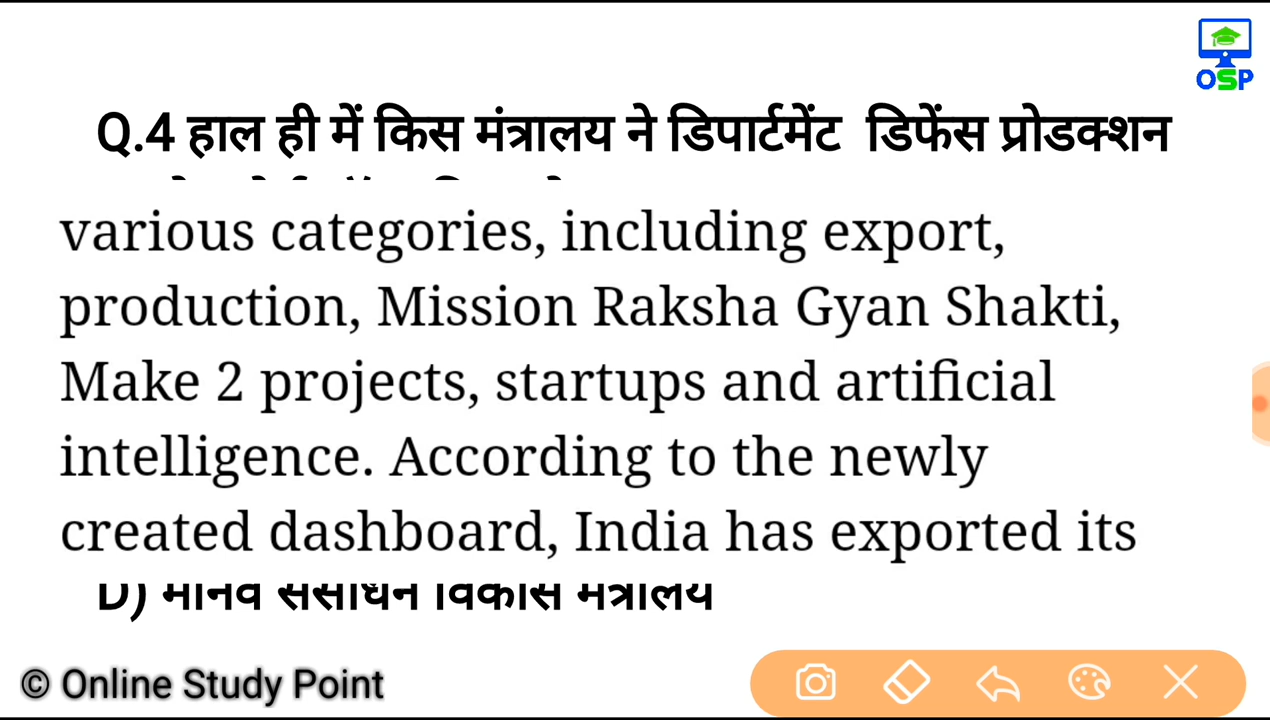 OSP
Q.4 हाल ही में किस मंत्रालय ने डिपार्टमेंट डिफेंस प्रोडक्शन
various categories, including export,
production, Mission Raksha Gyan Shakti,
Make 2 projects, startups and artificial
intelligence. According to the newly
created dashboard, India has exported its
D) मानव संसाधन विकास मंत्रालय
© Online Study Point